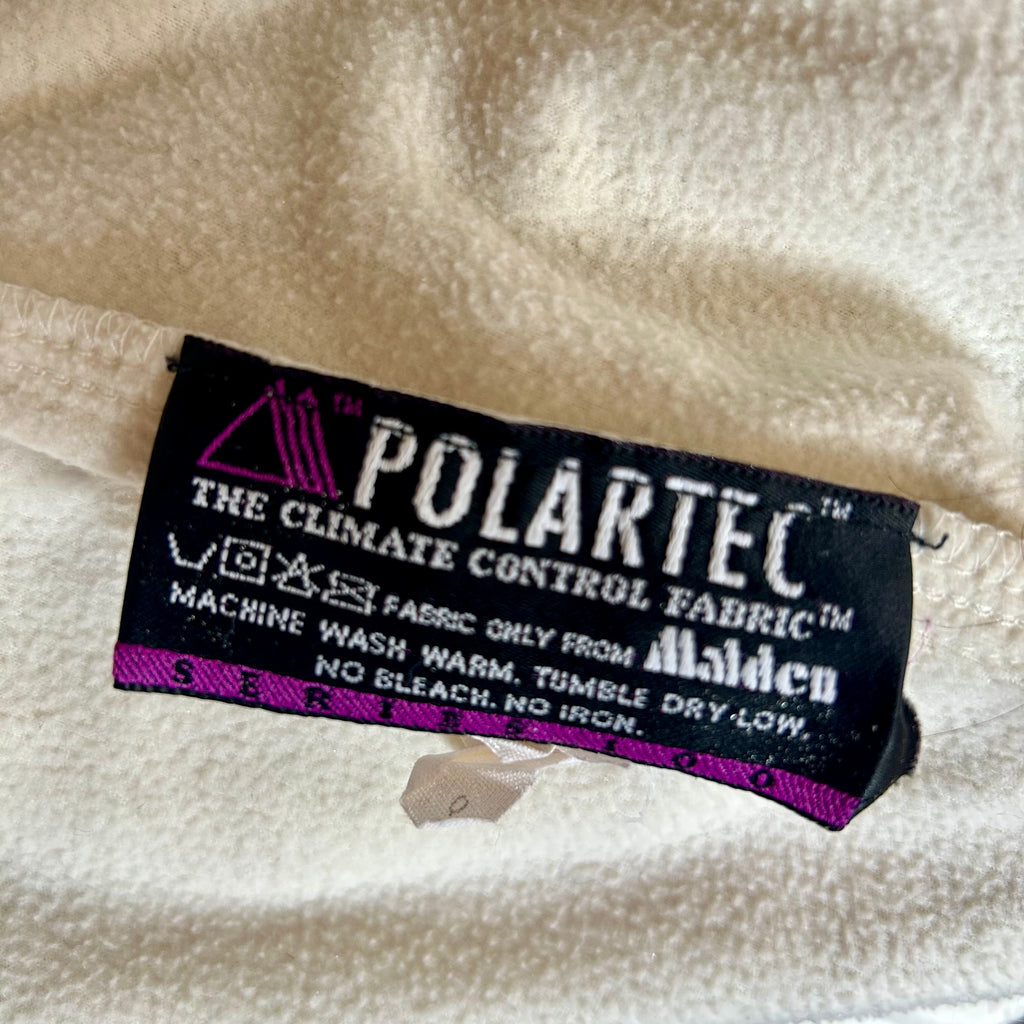 ™ POLARTEC™
THE CLIMATE CONTROL FABRIC™
FABRIC ONLY FROM Malden
MACHINE WASH WARM. TUMBLE DRY LOW.
NO BLEACH. NO IRON.
SERIES 100